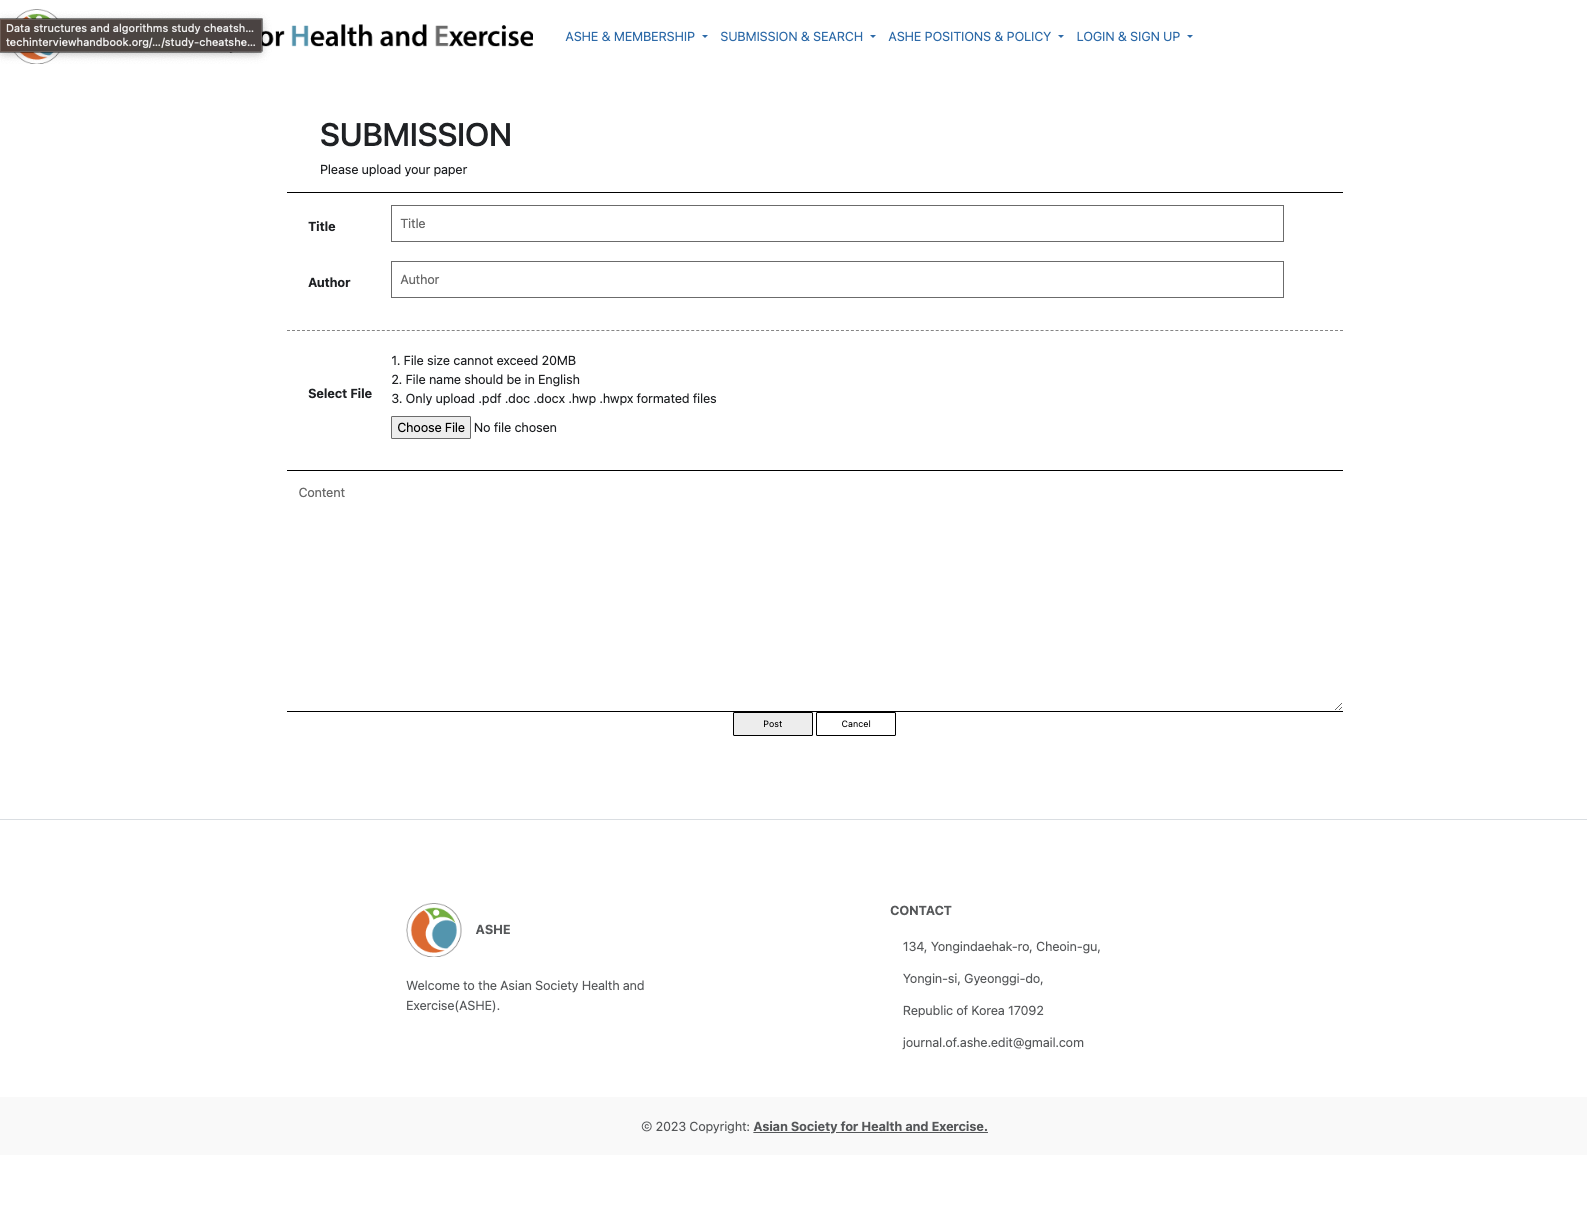 Data structures and algorithms study cheatsh...
techinterviewhandbook.org/.../study-cheatshe...
or Health and Exercise
ASHE & MEMBERSHIP
SUBMISSION & SEARCH
ASHE POSITIONS & POLICY
LOGIN & SIGN UP
SUBMISSION
Please upload your paper
Title
Title
Author
Author
Select File
1. File size cannot exceed 20MB
2. File name should be in English
3. Only upload .pdf .doc .docx .hwp .hwpx formated files
Choose File No file chosen
Content
Post
Cancel
ASHE
Welcome to the Asian Society Health and
Exercise(ASHE).
CONTACT
134, Yongindaehak-ro, Cheoin-gu,
Yongin-si, Gyeonggi-do,
Republic of Korea 17092
journal.of.ashe.edit@gmail.com
© 2023 Copyright: Asian Society for Health and Exercise.